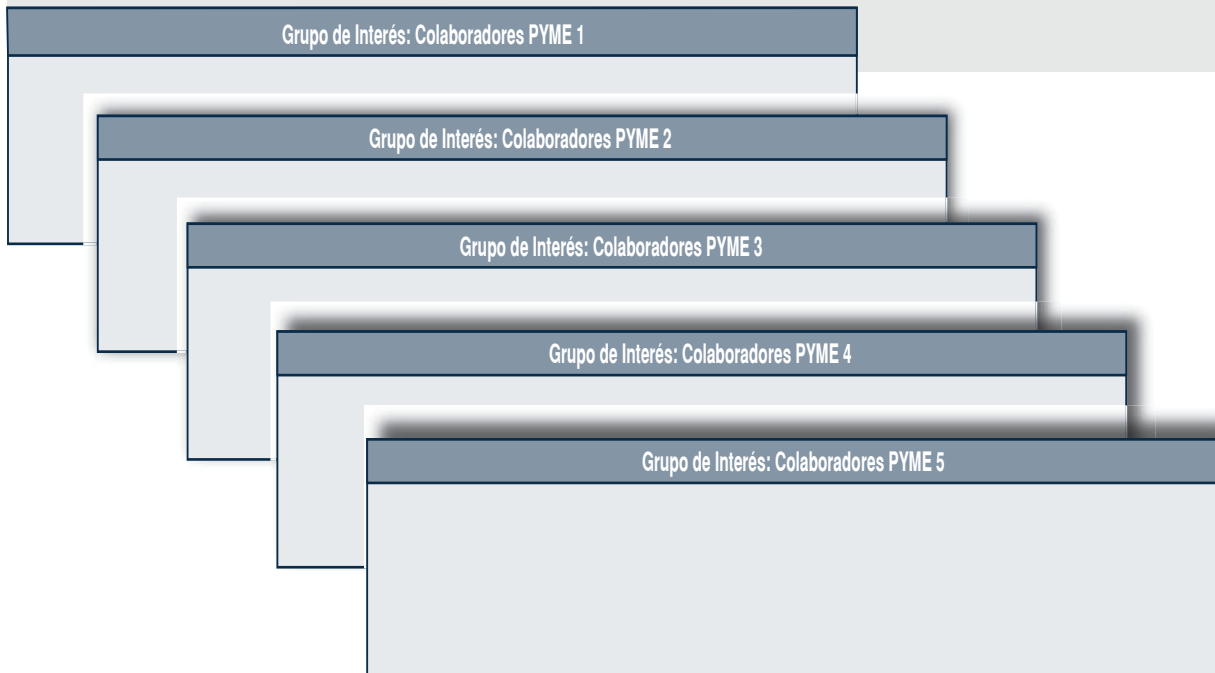 Grupo de Interés: Colaboradores PYME 1
Grupo de Interés: Colaboradores PYME 2
Grupo de Interés: Colaboradores PYME 3
Grupo de Interés: Colaboradores PYME 4
Grupo de Interés: Colaboradores PYME 5